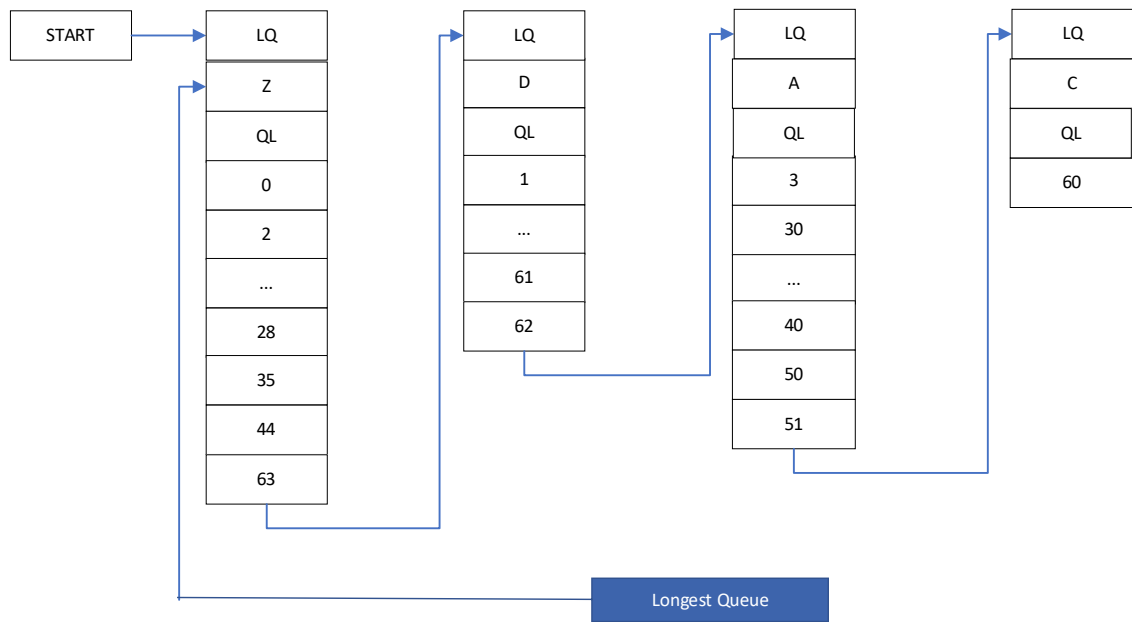 START
LQ
Z
QL
0
2
...
28
35
44
63
LQ
D
QL
1
...
61
62
LQ
A
QL
3
30
...
40
50
51
LQ
C
QL
60
Longest Queue